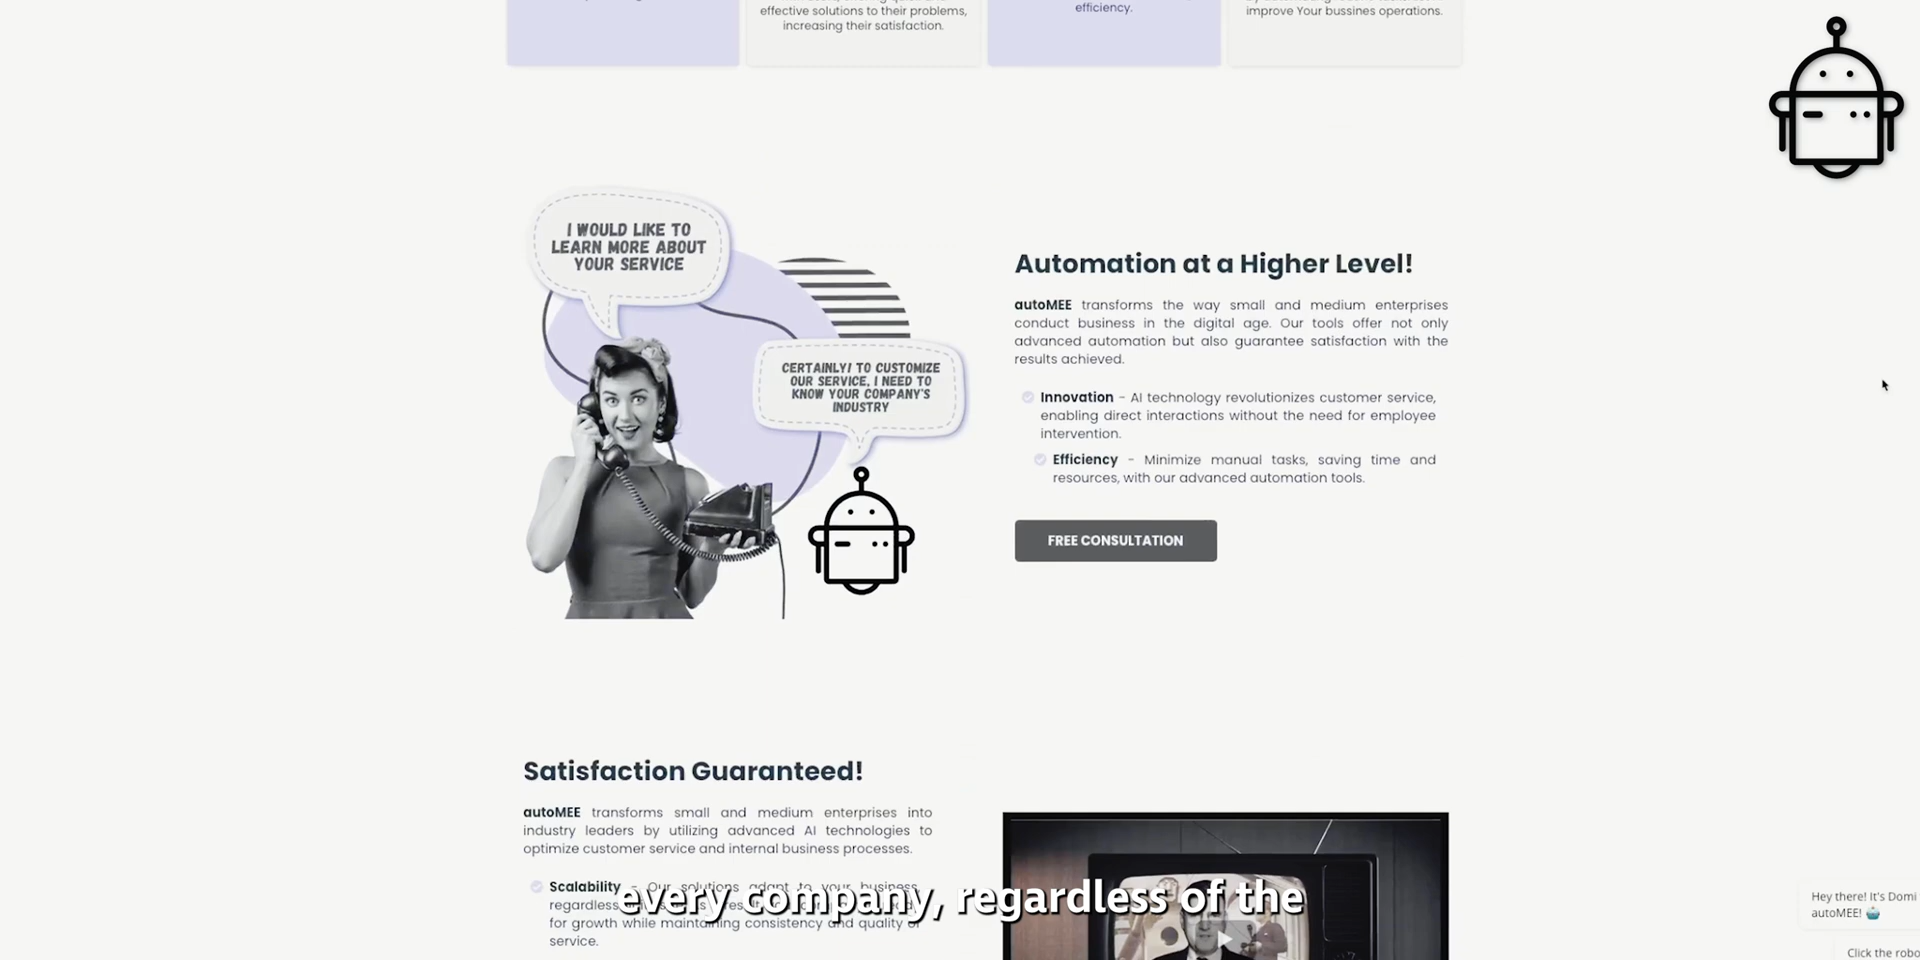 effective solutions to their problems,
increasing their satisfaction.
efficiency.
improve Your bussines operations.
I WOULD LIKE TO
LEARN MORE ABOUT
YOUR SERVICE
CERTAINLY! TO CUSTOMIZE
OUR SERVICE, I NEED TO
KNOW YOUR COMPANY'S
INDUSTRY
Automation at a Higher Level!
autoMEE transforms the way small and medium enterprises
conduct business in the digital age. Our tools offer not only
advanced automation but also guarantee satisfaction with the
results achieved.
Innovation - AI technology revolutionizes customer service,
enabling direct interactions without the need for employee
intervention.
Efficiency - Minimize manual tasks, saving time and
resources, with our advanced automation tools.
FREE CONSULTATION
Satisfaction Guaranteed!
autoMEE transforms small and medium enterprises into
industry leaders by utilizing advanced AI technologies to
optimize customer service and internal business processes.
Scalability - Our solutions adapt to your business,
regardless
for growth while maintaining consistency and quality of
service.
every company, regardless of the
Hey there! It's Domi
autoMEE!
Click the robo